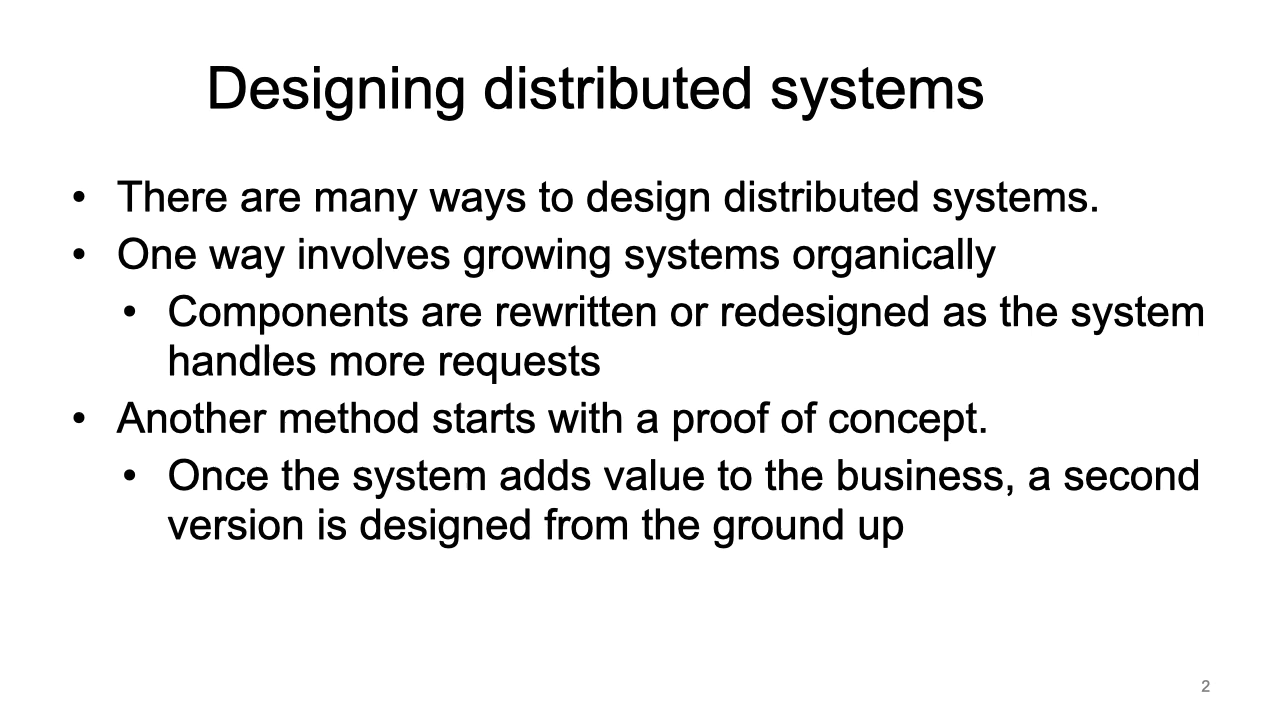 Designing distributed systems
• There are many ways to design distributed systems.
• One way involves growing systems organically
• Components are rewritten or redesigned as the system
handles more requests
• Another method starts with a proof of concept.
• Once the system adds value to the business, a second
version is designed from the ground up
2